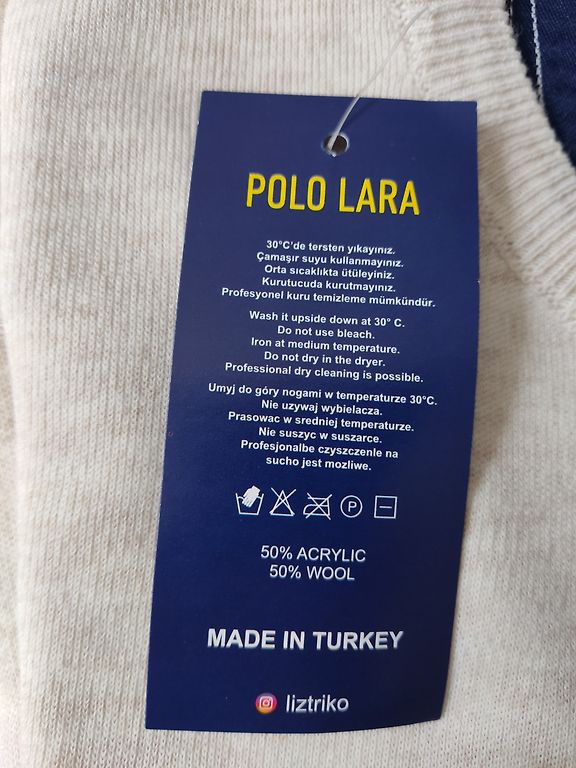 POLO LARA
30°C'de tersten yıkayınız.
Çamaşır suyu kullanmayınız.
Orta sıcaklıkta ütüleyiniz.
Kurutucuda kurutmayınız.
Profesyonel kuru temizleme mümkündür.
Wash it upside down at 30° C.
Do not use bleach.
Iron at medium temperature.
Do not dry in the dryer.
Professional dry cleaning is possible.
Umyj do góry nogami w temperaturze 30°C.
Nie uzywaj wybielacza.
Prasowac w sredniej temperaturze.
Nie suszyc w suszarce.
Profesjonalbe czyszczenle na
sucho jest mozliwe.
P
50% ACRYLIC
50% WOOL
MADE IN TURKEY
liztriko